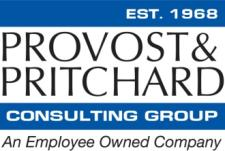 EST. 1968
PROVOST&
PRITCHARD
CONSULTING GROUP
An Employee Owned Company